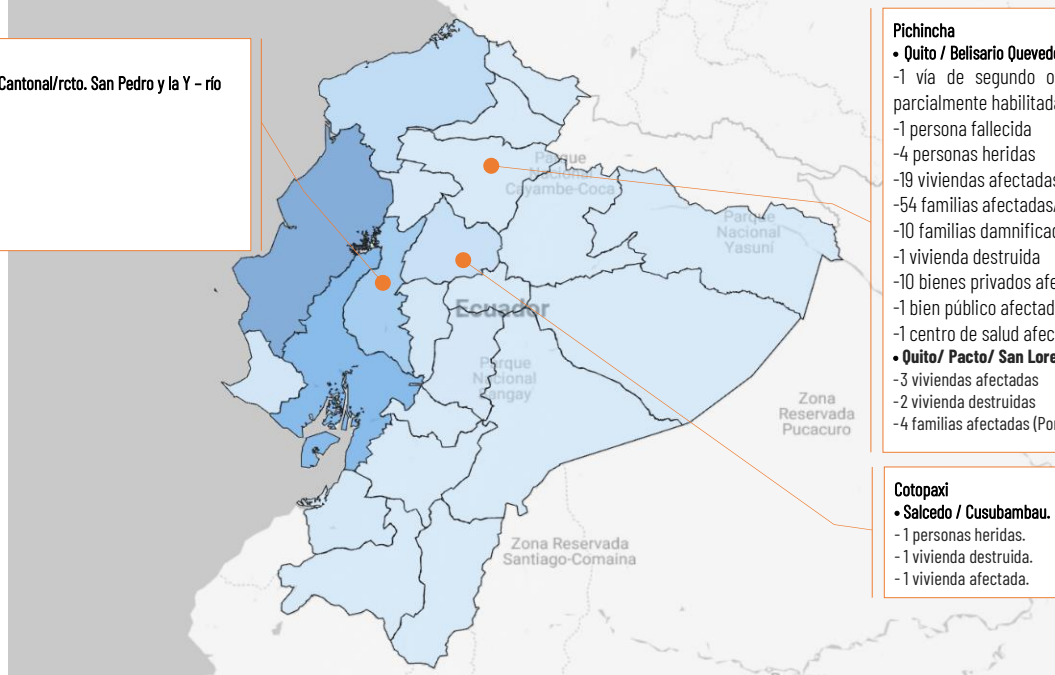 Cantonal/rcto. San Pedro y la Y – río
Parque
Nacional
Cayambe-Coca
Parque
Nacional
Yasuní
Ecuador
Parque
Nacional
Sangay
Zona
Reservada
Pucacuro
Zona Reservada
Santiago-Comaina
Pichincha
• Quito / Belisario Queved
-1 vía de segundo o
parcialmente habilitada
-1 persona fallecida
-4 personas heridas
-19 viviendas afectadas
-54 familias afectadas
-10 familias damnificad
-1 vivienda destruida
-10 bienes privados afe
-1 bien público afectad
-1 centro de salud afec
• Quito/ Pacto/ San Lore
-3 viviendas afectadas
-2 vivienda destruidas
-4 familias afectadas (Por
Cotopaxi
• Salcedo / Cusubambau.
- 1 personas heridas.
- 1 vivienda destruida.
- 1 vivienda afectada.